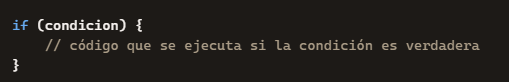 if (condicion) {
    // código que se ejecuta si la condición es verdadera
}